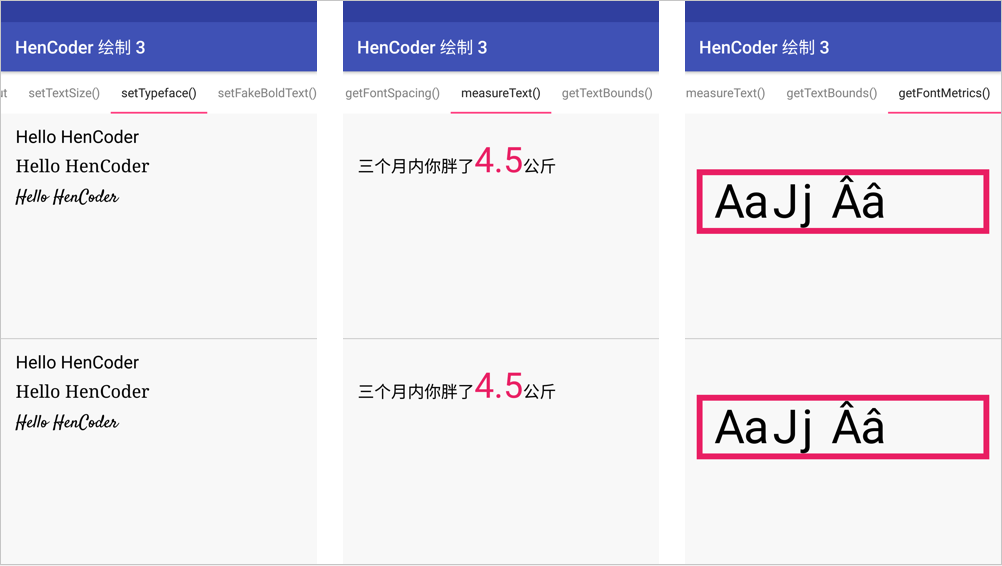 HenCoder 绘制 3
setTextSize() setTypeface() setFakeBoldText()
Hello HenCoder
Hello HenCoder
Hello HenCoder
Hello HenCoder
Hello HenCoder
Hello HenCoder
HenCoder 绘制 3
getFontSpacing() measureText() getTextBounds()
三个月内你胖了4.5公斤
三个月内你胖了4.5公斤
HenCoder 绘制 3
measureText() getTextBounds() getFontMetrics()
AaJj Ââ
AaJj Ââ